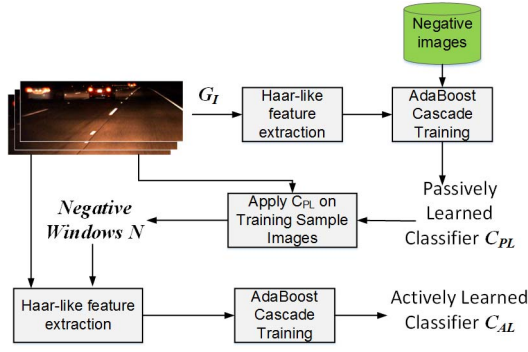 Negative
images
G_I
Haar-like
feature
extraction
AdaBoost
Cascade
Training
Apply C_PL on
Training Sample
Images
Passively
Learned
Classifier C_PL
Negative
Windows N
Haar-like feature
extraction
AdaBoost
Cascade
Training
Actively Learned
Classifier C_AL